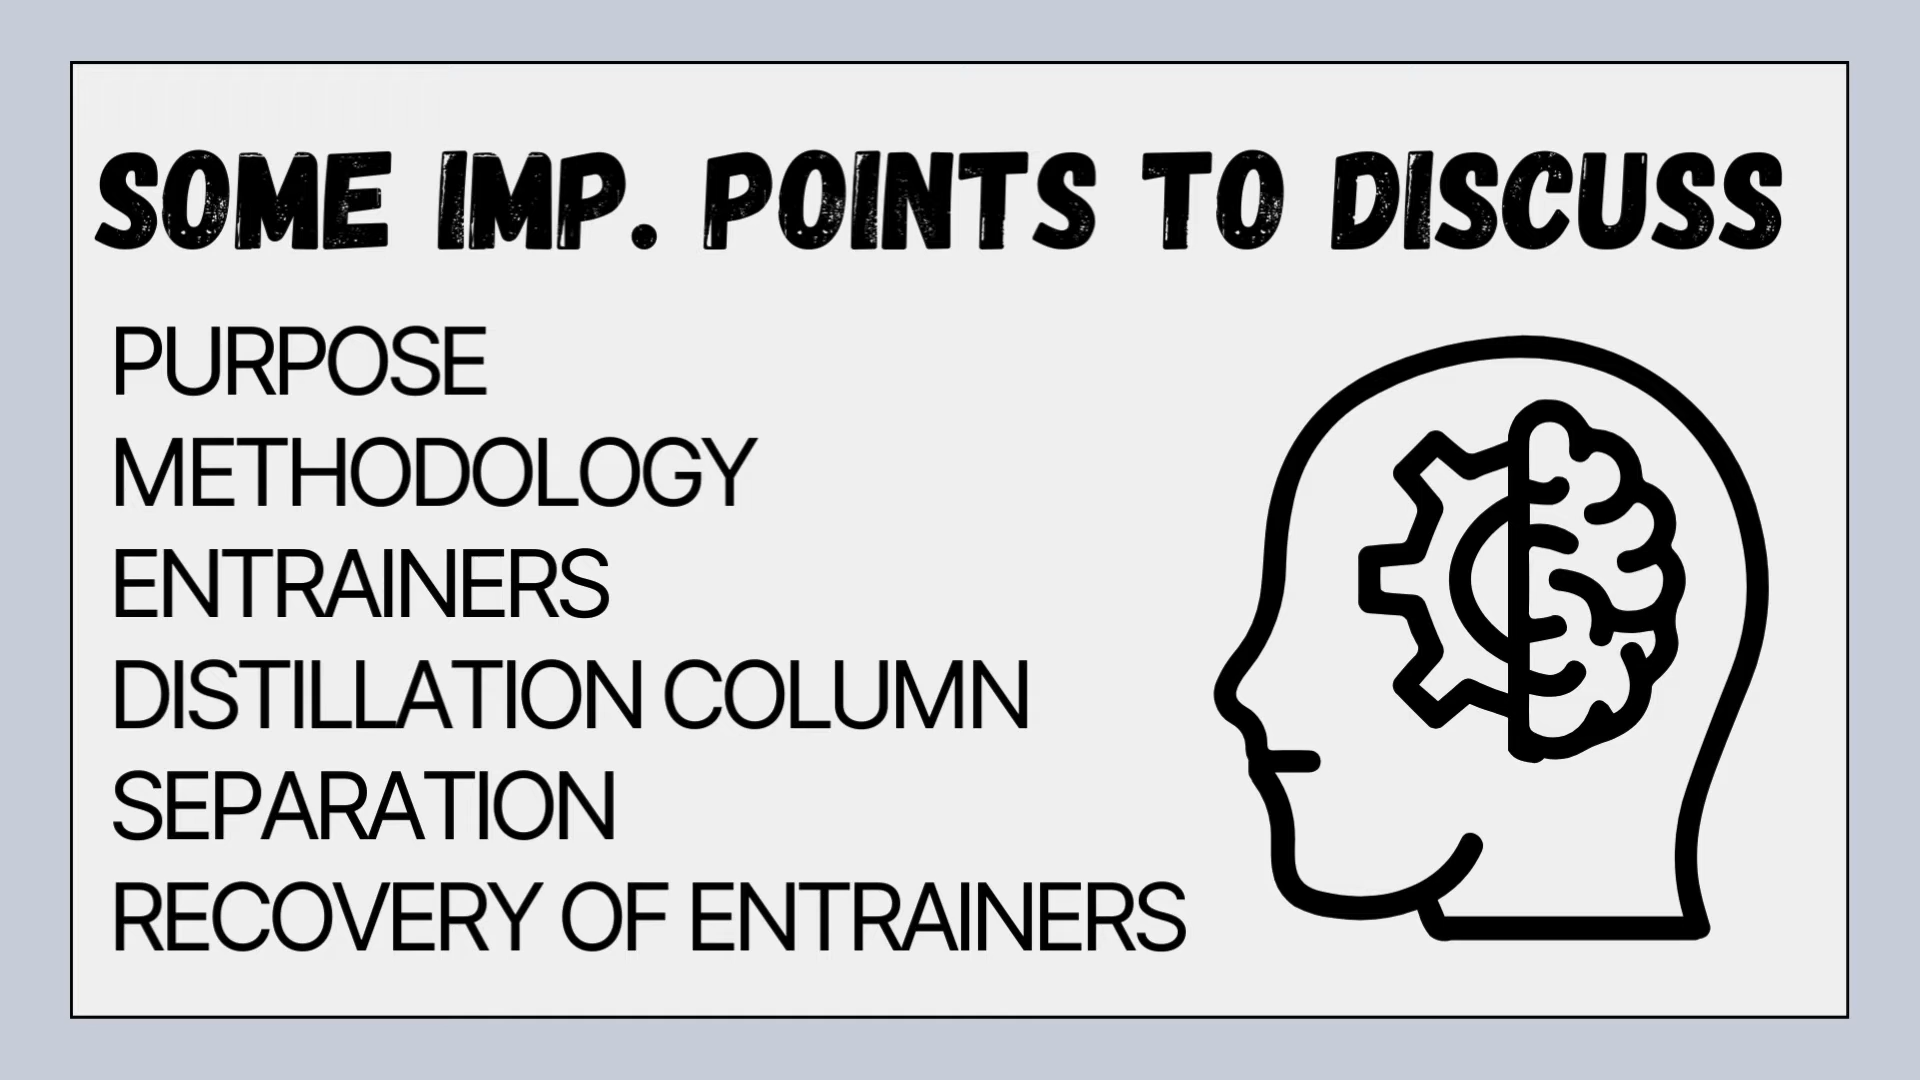 SOME IMP. POINTS TO DISCUSS
PURPOSE
METHODOLOGY
ENTRAINERS
DISTILLATION COLUMN
SEPARATION
RECOVERY OF ENTRAINERS